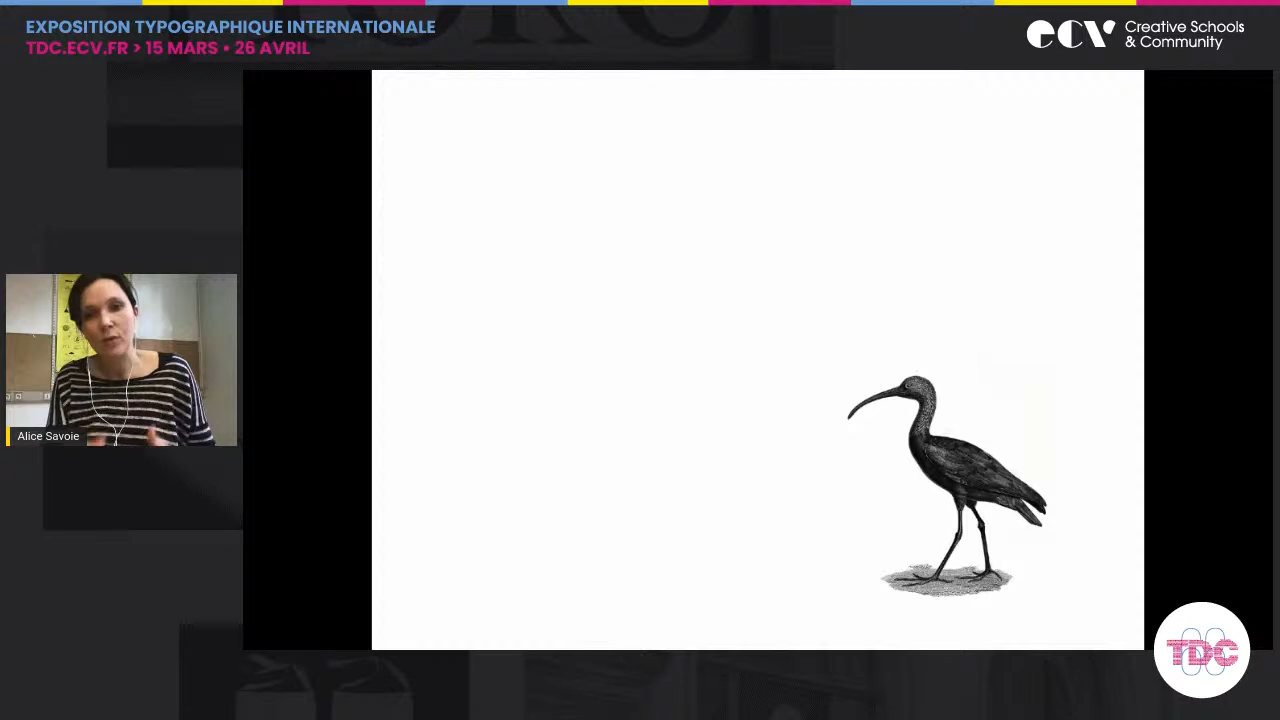 EXPOSITION TYPOGRAPHIQUE INTERNATIONALE
TDC.ECV.FR > 15 MARS • 26 AVRIL
ecv Creative Schools
& Community
Alice Savoie
TDC